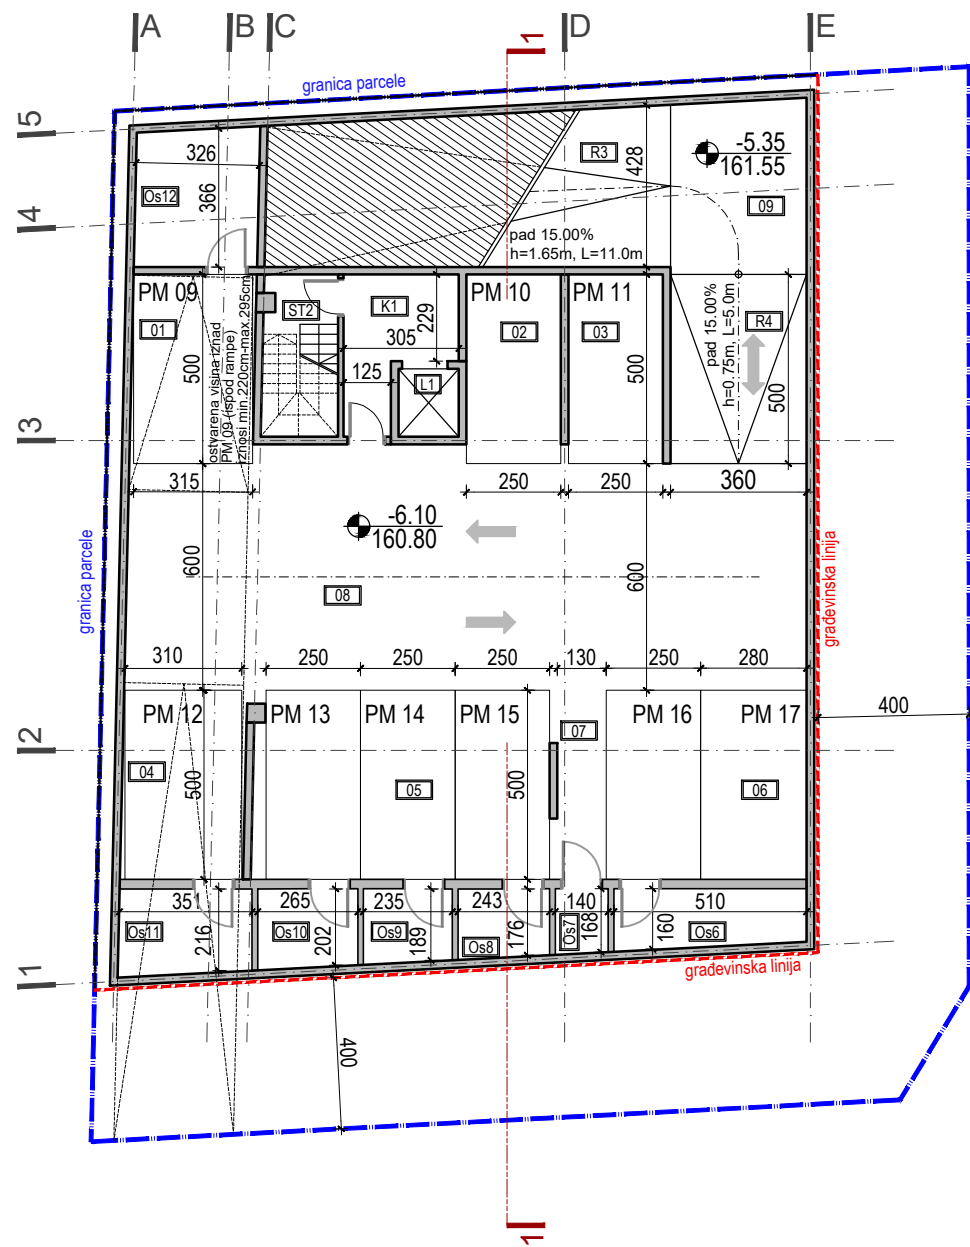 A
B
C
1
D
E
granica parcele
5
4
3
2
1
326
366
Os12
R3
428
-5.35
161.55
09
pad 15.00%
h=1.65m, L=11.0m
PM 09
01
500
ostvarena visina iznad
PM 09 (ispod rampe)
iznosi min.220cm-max.295cm
ST2
K1
229
305
125
L1
PM 10
02
PM 11
03
500
pad 15.00%
h=0.75m, L=5.0m
R4
500
315
250
250
360
-6.10
160.80
600
600
08
granica parcele
građevinska linija
310
250
250
250
130
250
280
PM 12
PM 13
PM 14
PM 15
PM 16
PM 17
07
400
04
500
05
500
06
351
265
235
243
140
510
Os11
216
Os10
202
Os9
189
Os8
176
Os7
168
160
Os6
građevinska linija
400
1